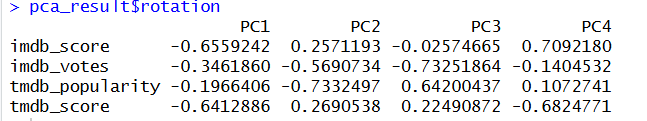 > pca_result$rotation
PC1 PC2 PC3 PC4
imdb_score -0.6559242 0.2571193 -0.02574665 0.7092180
imdb_votes -0.3461860 -0.5690734 -0.73251864 -0.1404532
tmdb_popularity -0.1966406 -0.7332497 0.64200437 0.1072741
tmdb_score -0.6412886 0.2690538 0.22490872 -0.6824771